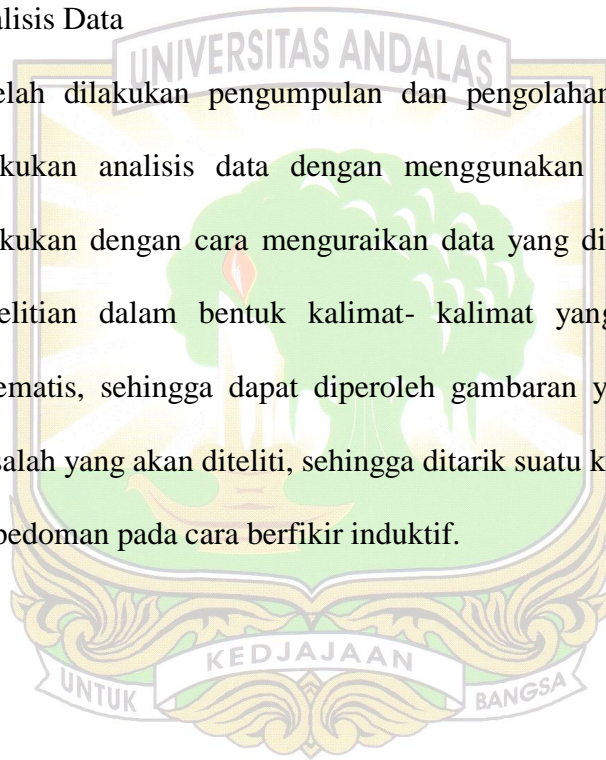 alisis Data
UNIVERSITAS ANDALAS
elah dilakukan pengumpulan dan pengolahan
kukan analisis data dengan menggunakan
kukan dengan cara menguraikan data yang di
elitian dalam bentuk kalimat- kalimat yang
ematis, sehingga dapat diperoleh gambaran y
salah yang akan diteliti, sehingga ditarik suatu k
pedoman pada cara berfikir induktif.
KEDJAJAAN
UNTUK BANGSA